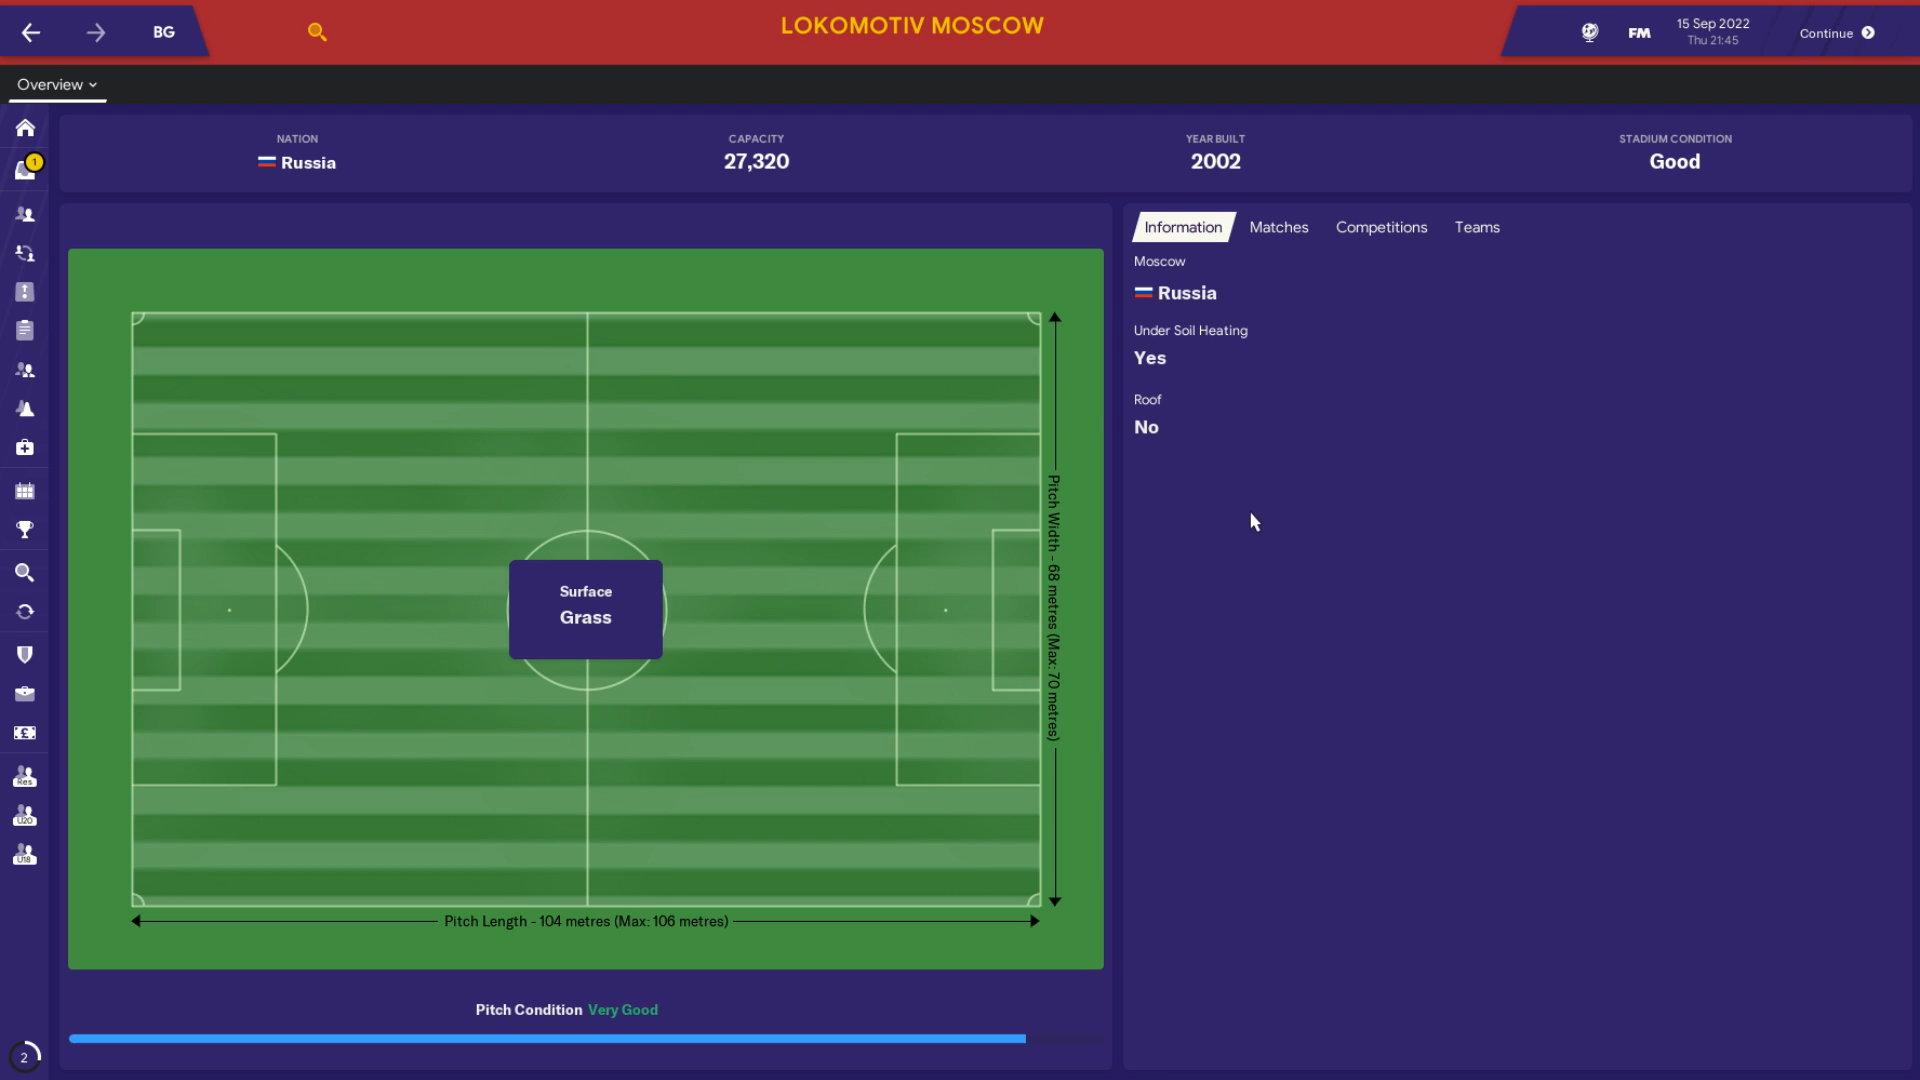 BG
LOKOMOTIV MOSCOW
FM
15 Sep 2022
Thu 21:45
Continue
Overview
1
NATION
Russia
CAPACITY
27,320
YEAR BUILT
2002
STADIUM CONDITION
Good
Information Matches Competitions Teams
Moscow
Russia
Under Soil Heating
Yes
Roof
No
Surface
Grass
Pitch Width - 68 metres (Max: 70 metres)
Pitch Length - 104 metres (Max: 106 metres)
Pitch Condition Very Good
Res
U20
U18
2